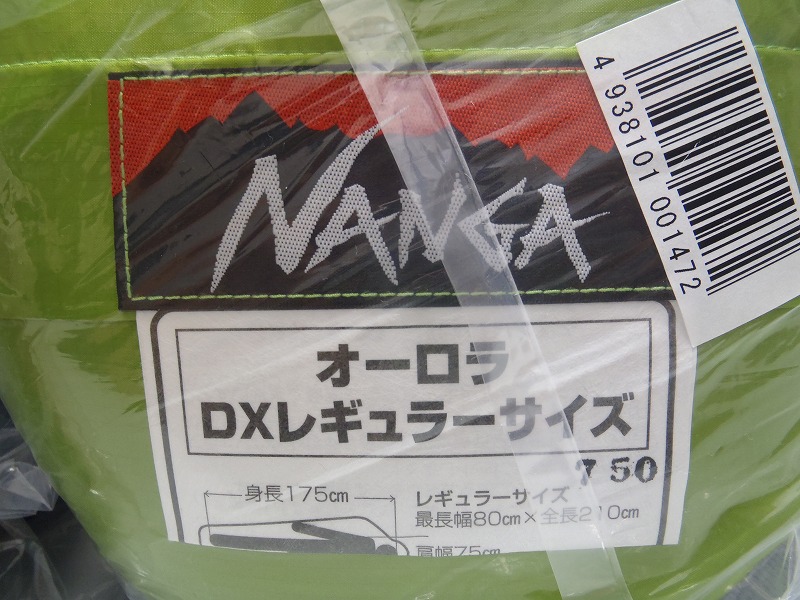 NANGA
4 938101 001472
オーロラ
DXレギュラーサイズ
750
身長175cm
レギュラーサイズ
最長幅80cm×全長210cm
肩幅75cm